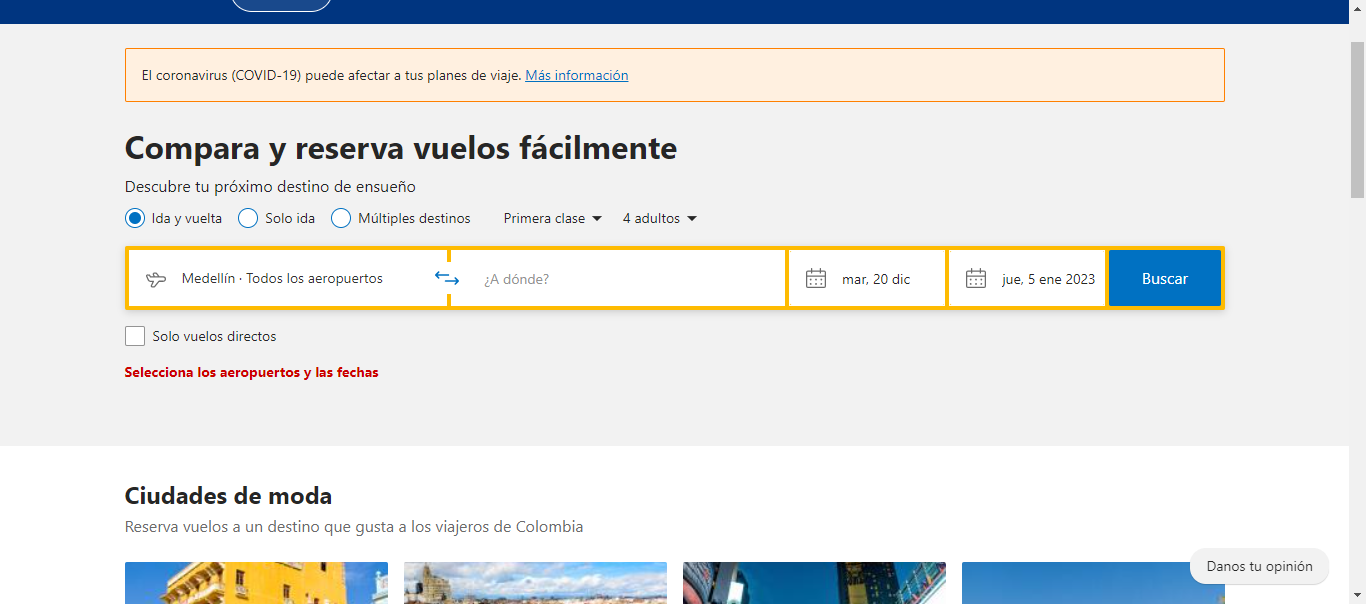 El coronavirus (COVID-19) puede afectar a tus planes de viaje. Más información
Compara y reserva vuelos fácilmente
Descubre tu próximo destino de ensueño
Ida y vuelta Solo ida Múltiples destinos Primera clase 4 adultos
Medellín · Todos los aeropuertos ¿A dónde? mar, 20 dic jue, 5 ene 2023 Buscar
Solo vuelos directos
Selecciona los aeropuertos y las fechas
Ciudades de moda
Reserva vuelos a un destino que gusta a los viajeros de Colombia
Danos tu opinión